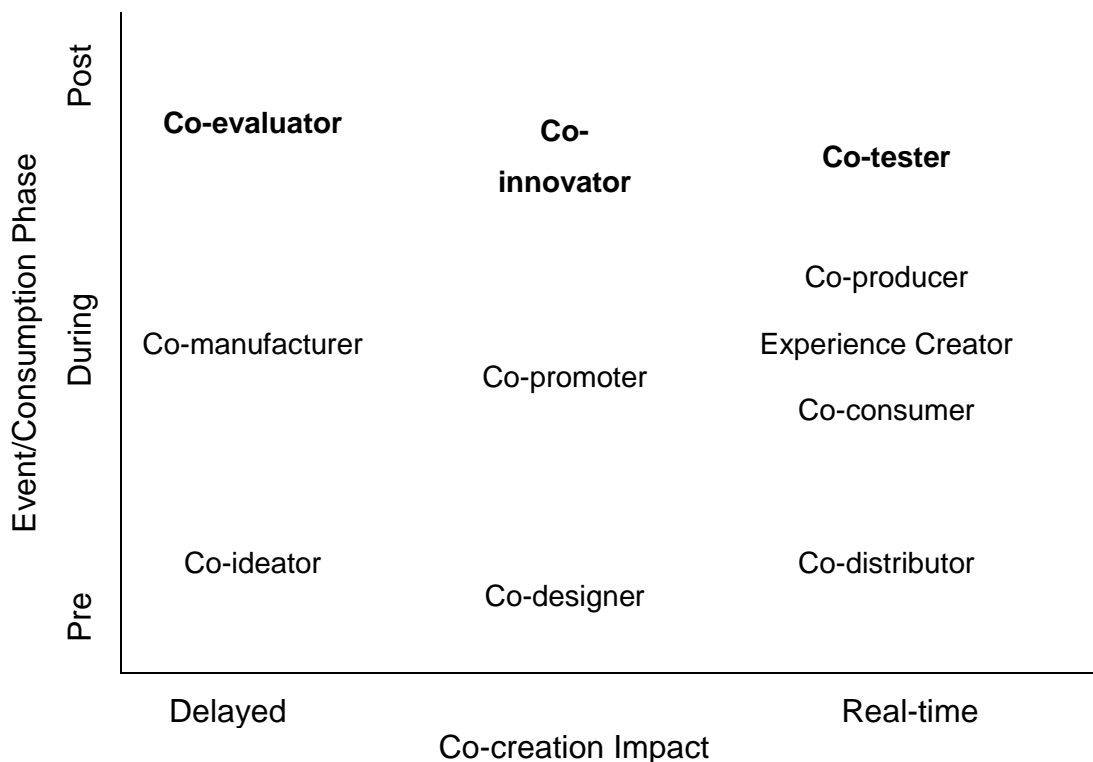 Post
Co-evaluator
Co-
innovator
Co-tester
Event/Consumption Phase
During
Co-producer
Co-manufacturer
Experience Creator
Co-promoter
Co-consumer
Co-ideator
Co-distributor
Co-designer
Pre
Delayed
Real-time
Co-creation Impact